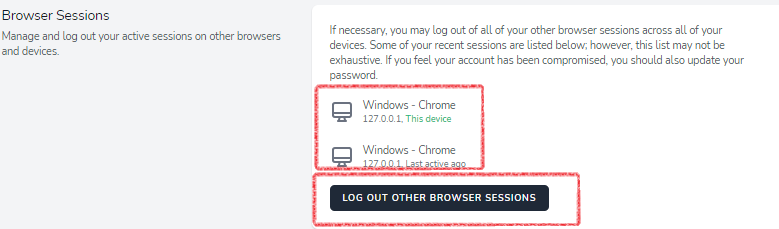 Browser Sessions
Manage and log out your active sessions on other browsers
and devices.
If necessary, you may log out of all of your other browser sessions across all of your
devices. Some of your recent sessions are listed below; however, this list may not be
exhaustive. If you feel your account has been compromised, you should also update your
password.
Windows - Chrome
127.0.0.1, This device
Windows - Chrome
127.0.0.1, Last active ago
LOG OUT OTHER BROWSER SESSIONS